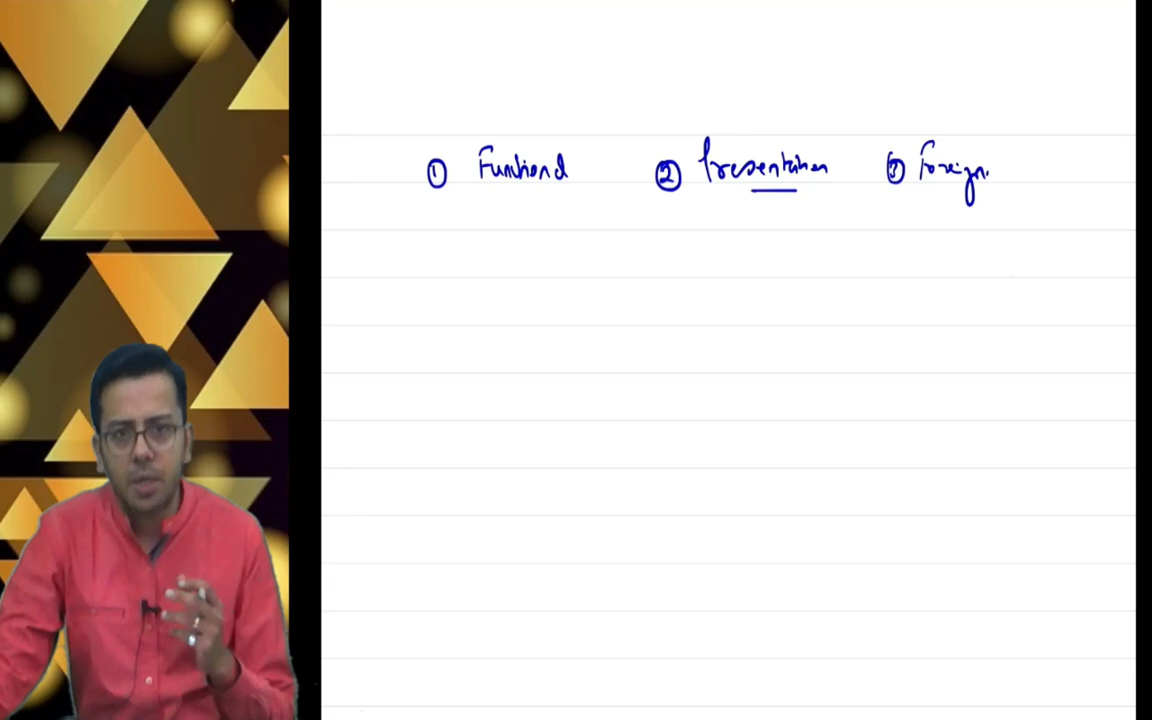 ① Functional ② Presentation ③ Foreign.